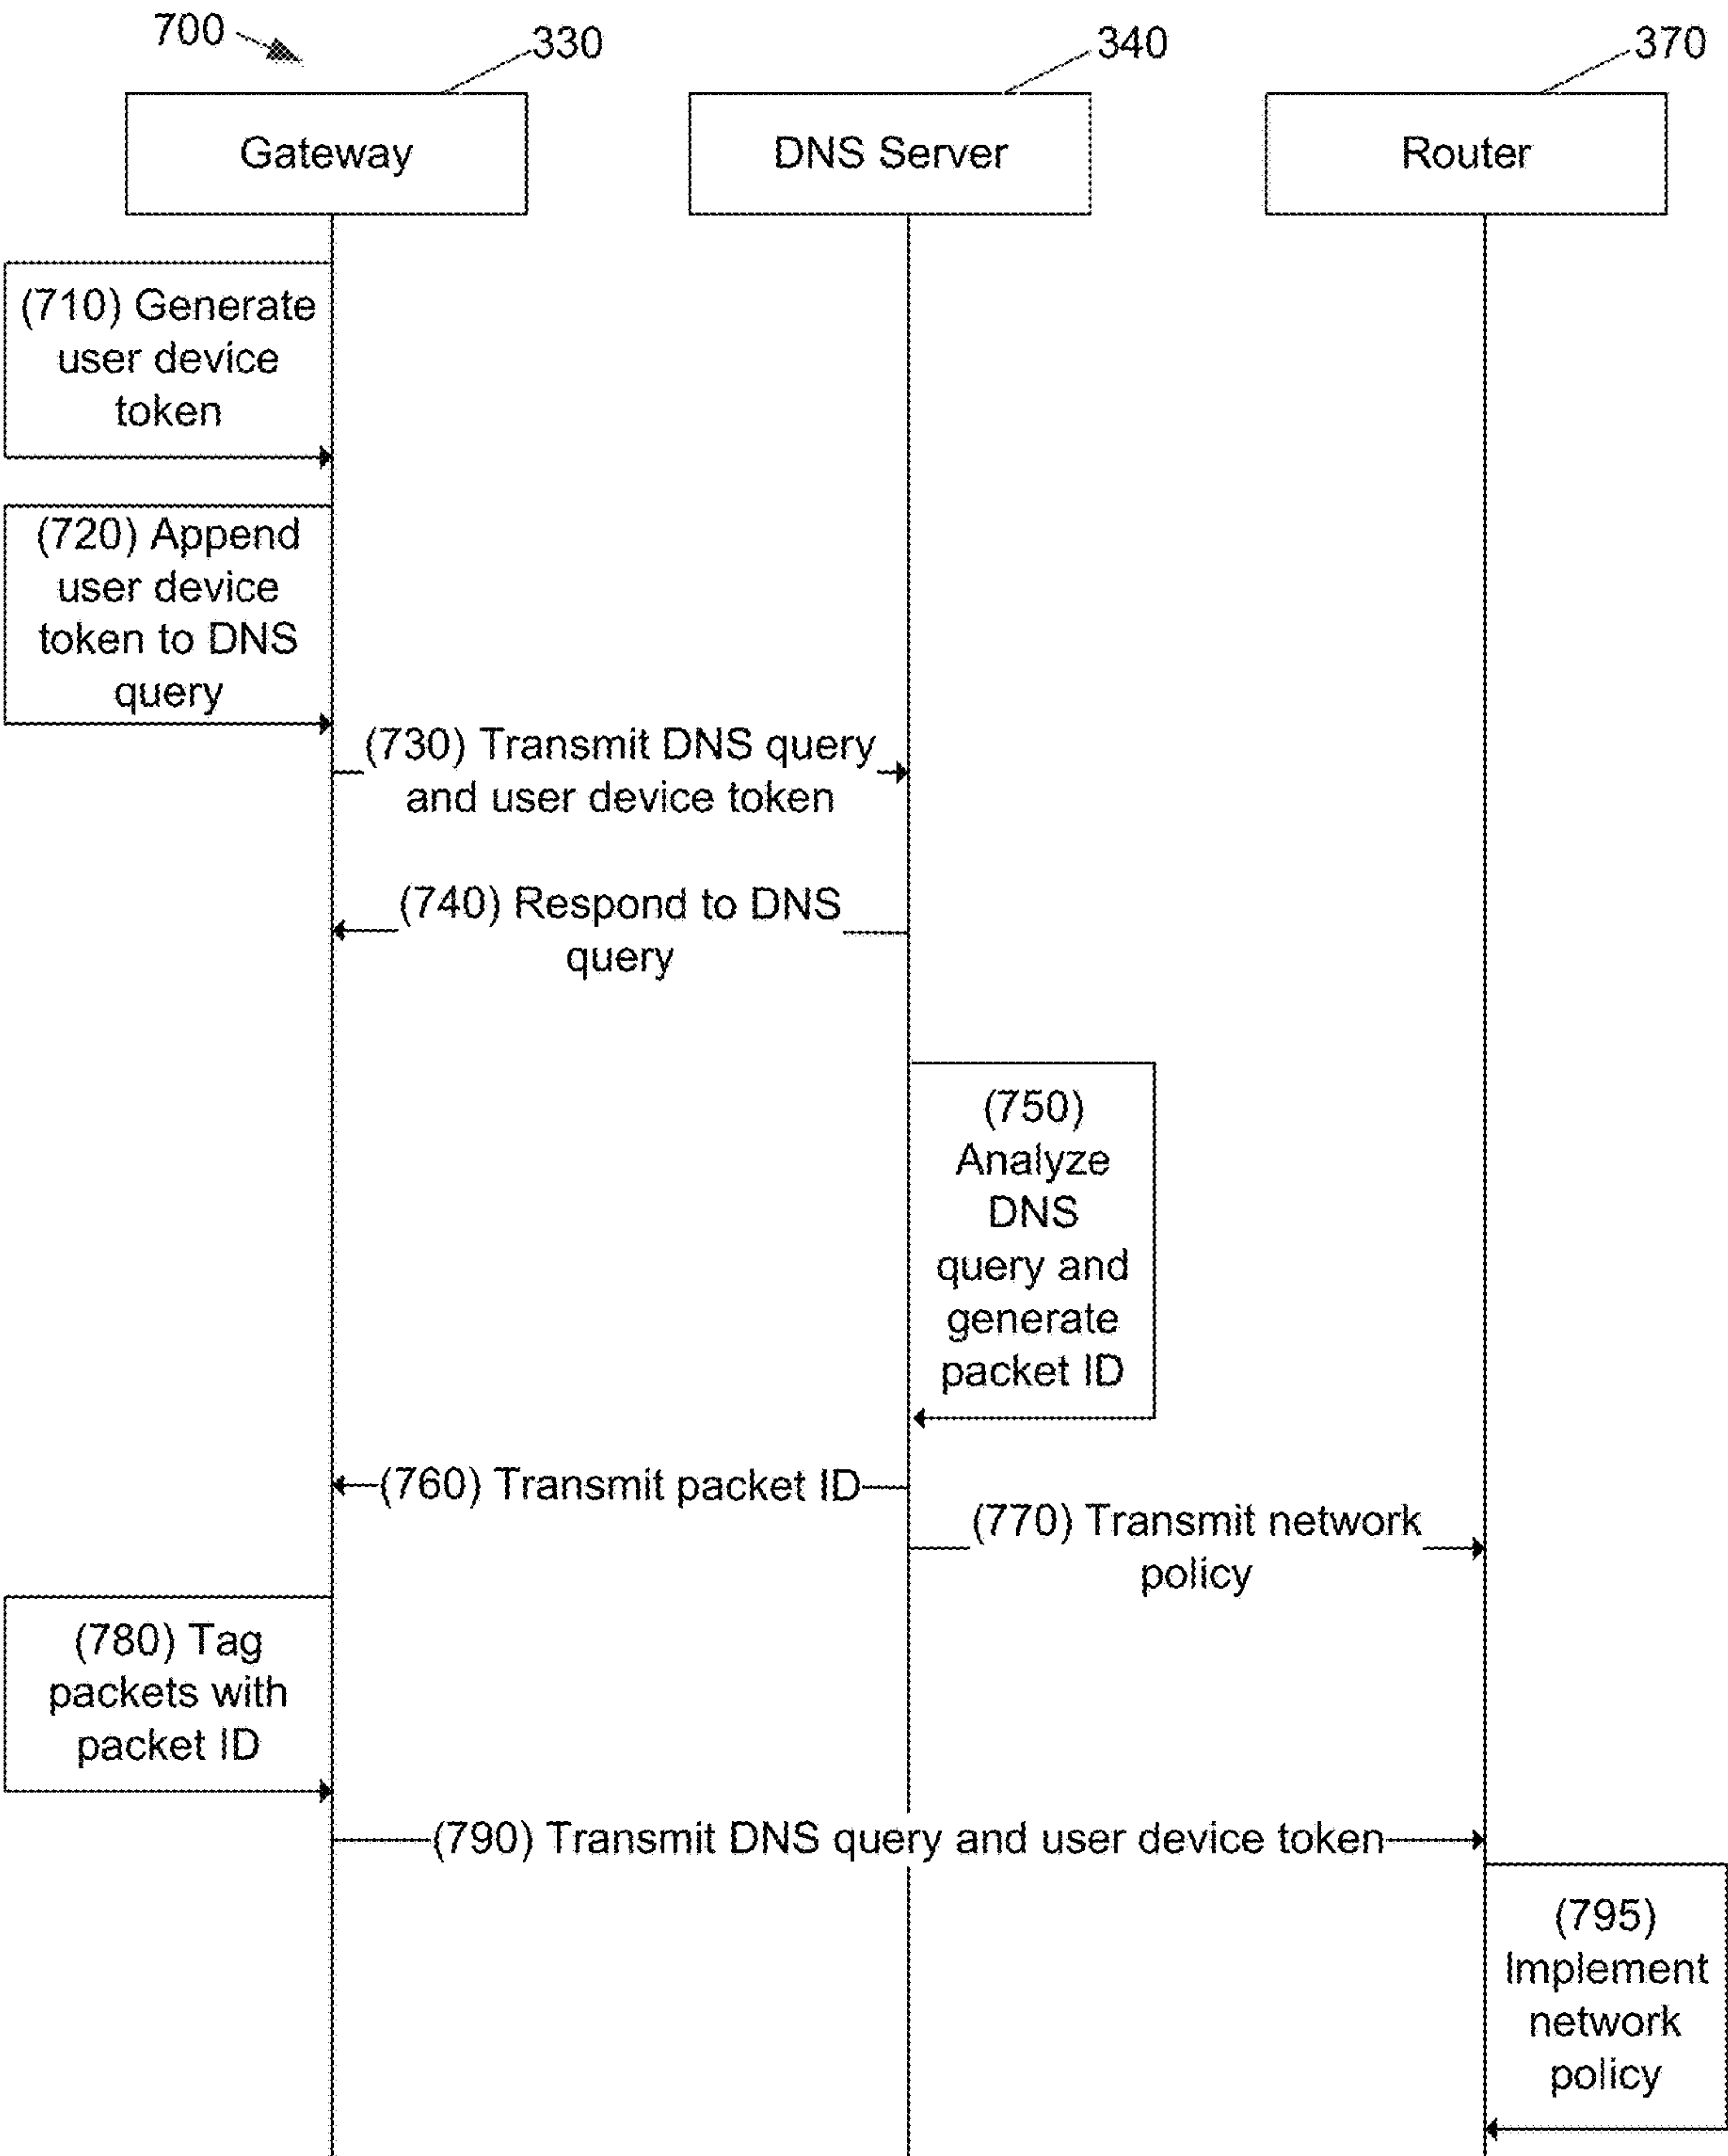 700
330
340
370
Gateway
DNS Server
Router
(710) Generate
user device
token
(720) Append
user device
token to DNS
query
(730) Transmit DNS query
and user device token
(740) Respond to DNS
query
(750)
Analyze
DNS
query and
generate
packet ID
(760) Transmit packet ID
(770) Transmit network
policy
(780) Tag
packets with
packet ID
(790) Transmit DNS query and user device token
(795)
Implement
network
policy